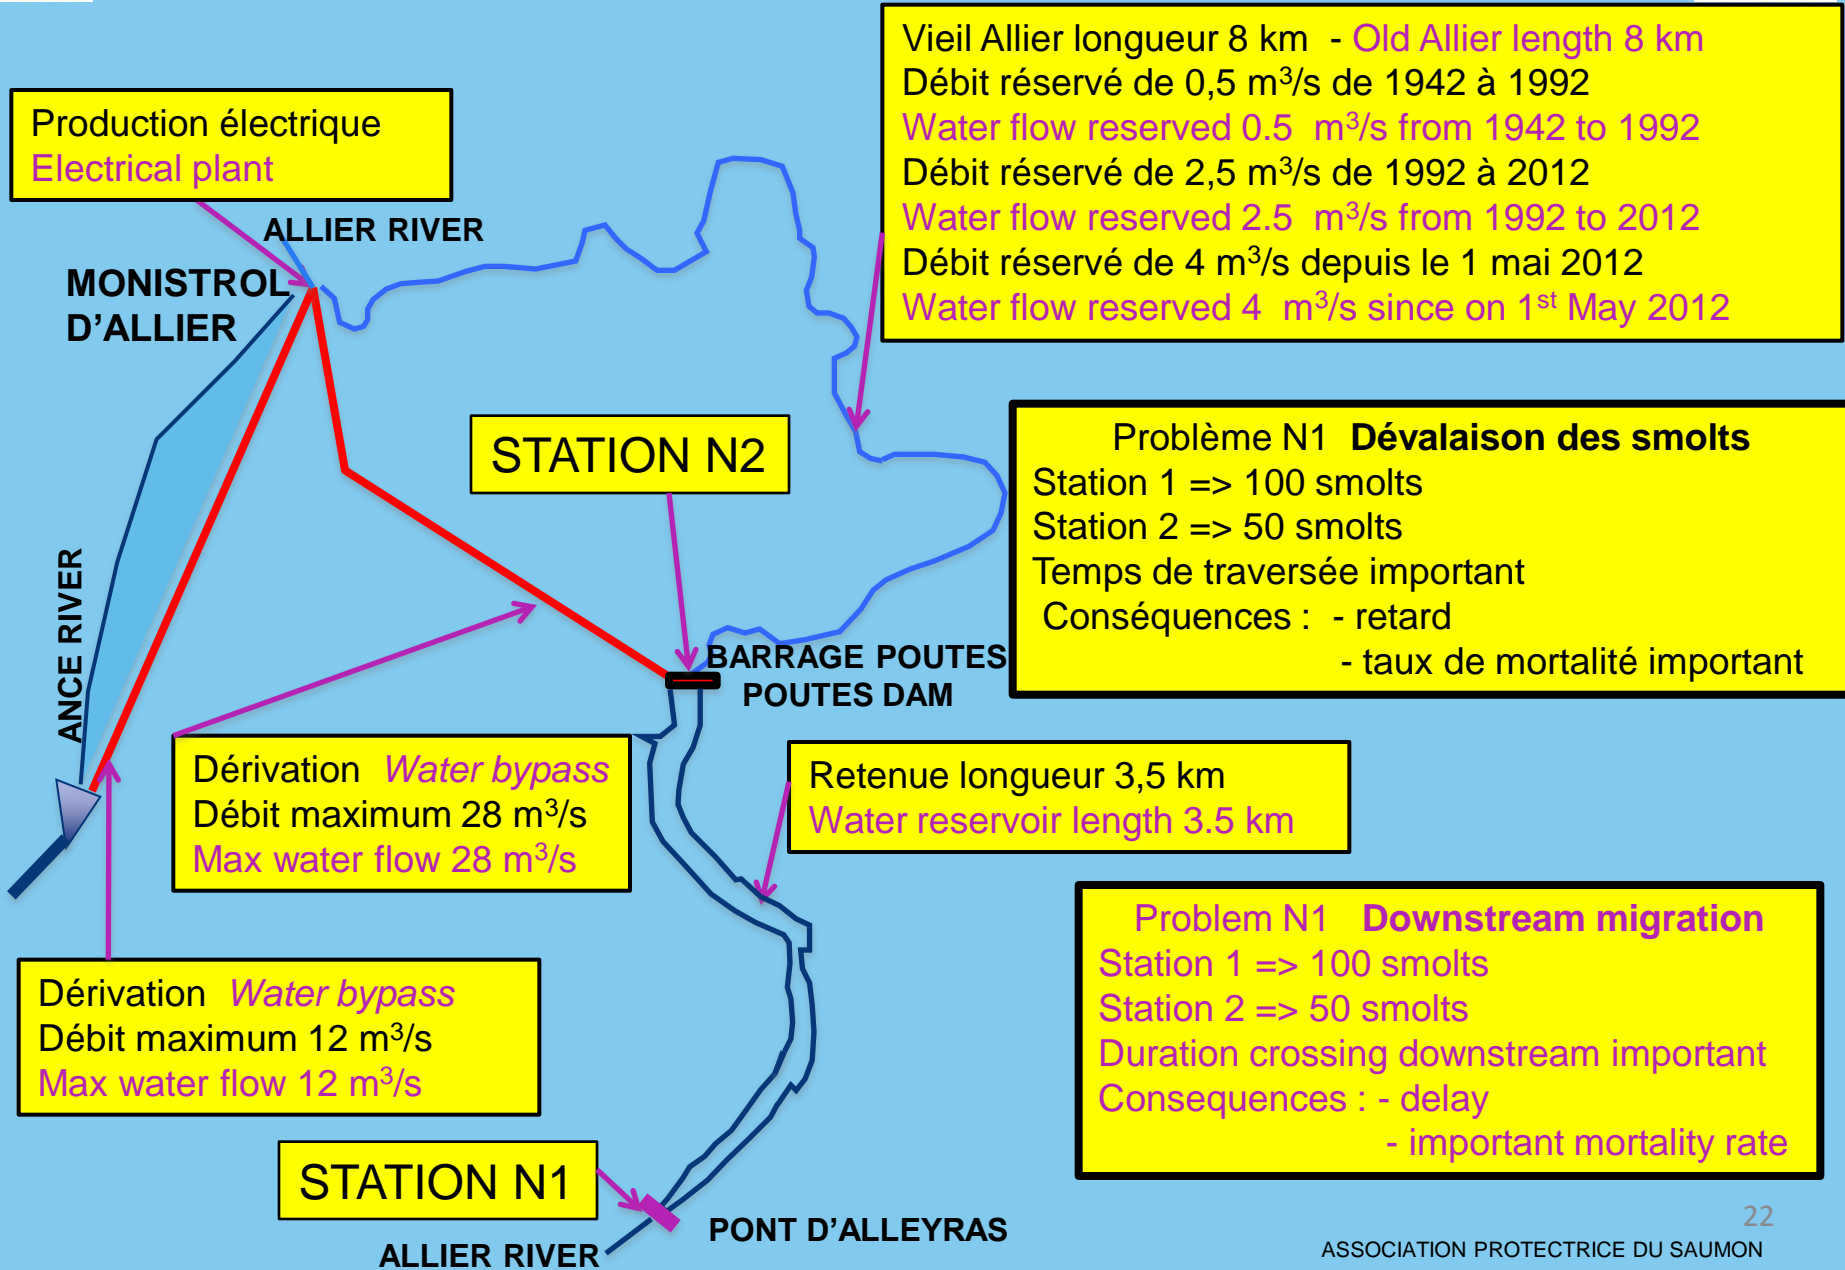 Vieil Allier longueur 8 km - Old Allier length 8 km
Débit réservé de 0,5 m³/s de 1942 à 1992
Water flow reserved 0.5 m³/s from 1942 to 1992
Débit réservé de 2,5 m³/s de 1992 à 2012
Water flow reserved 2.5 m³/s from 1992 to 2012
Débit réservé de 4 m³/s depuis le 1 mai 2012
Water flow reserved 4 m³/s since on 1st May 2012
Production électrique
Electrical plant
ALLIER RIVER
MONISTROL
D'ALLIER
STATION N2
Problème N1 Dévalaison des smolts
Station 1 => 100 smolts
Station 2 => 50 smolts
Temps de traversée important
Conséquences : - retard
- taux de mortalité important
ANCE RIVER
BARRAGE POUTES
POUTES DAM
Dérivation Water bypass
Débit maximum 28 m³/s
Max water flow 28 m³/s
Retenue longueur 3,5 km
Water reservoir length 3.5 km
Problem N1 Downstream migration
Station 1 => 100 smolts
Station 2 => 50 smolts
Duration crossing downstream important
Consequences : - delay
- important mortality rate
Dérivation Water bypass
Débit maximum 12 m³/s
Max water flow 12 m³/s
STATION N1
PONT D'ALLEYRAS
ALLIER RIVER
22
ASSOCIATION PROTECTRICE DU SAUMON